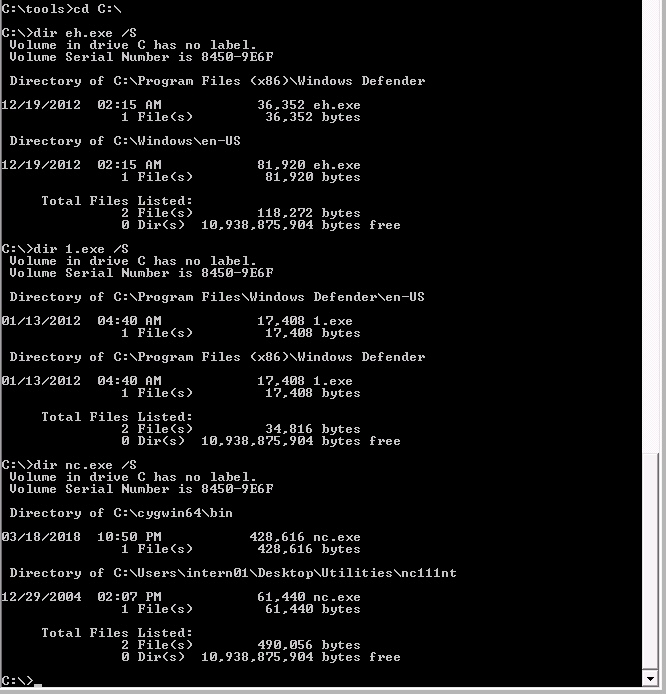 C:\tools>cd C:\
C:\>dir eh.exe /S
Volume in drive C has no label.
Volume Serial Number is 8450-9E6F
Directory of C:\Program Files (x86)\Windows Defender
12/19/2012  02:15 AM            36,352 eh.exe
1 File(s)         36,352 bytes
Directory of C:\Windows\en-US
12/19/2012  02:15 AM            81,920 eh.exe
1 File(s)         81,920 bytes
Total Files Listed:
2 File(s)        118,272 bytes
0 Dir(s)  10,938,875,904 bytes free
C:\>dir 1.exe /S
Volume in drive C has no label.
Volume Serial Number is 8450-9E6F
Directory of C:\Program Files\Windows Defender\en-US
01/13/2012  04:40 AM            17,408 1.exe
1 File(s)         17,408 bytes
Directory of C:\Program Files (x86)\Windows Defender
01/13/2012  04:40 AM            17,408 1.exe
1 File(s)         17,408 bytes
Total Files Listed:
2 File(s)         34,816 bytes
0 Dir(s)  10,938,875,904 bytes free
C:\>dir nc.exe /S
Volume in drive C has no label.
Volume Serial Number is 8450-9E6F
Directory of C:\cygwin64\bin
03/18/2018  10:50 PM           428,616 nc.exe
1 File(s)        428,616 bytes
Directory of C:\Users\intern01\Desktop\Utilities\nc111nt
12/29/2004  02:07 PM            61,440 nc.exe
1 File(s)         61,440 bytes
Total Files Listed:
2 File(s)        490,056 bytes
0 Dir(s)  10,938,875,904 bytes free
C:\>_